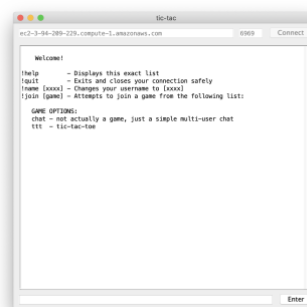 tic-tac
ec2-3-94-209-229.compute-1.amazonaws.com 6969 Connect
Welcome!
!help - Displays this exact list
!quit - Exits and closes your connection safely
!name [xxxx] - Changes your username to [xxxx]
!join [game] - Attempts to join a game from the following list:
GAME OPTIONS:
chat - not actually a game, just a simple multi-user chat
ttt - tic-tac-toe
Enter